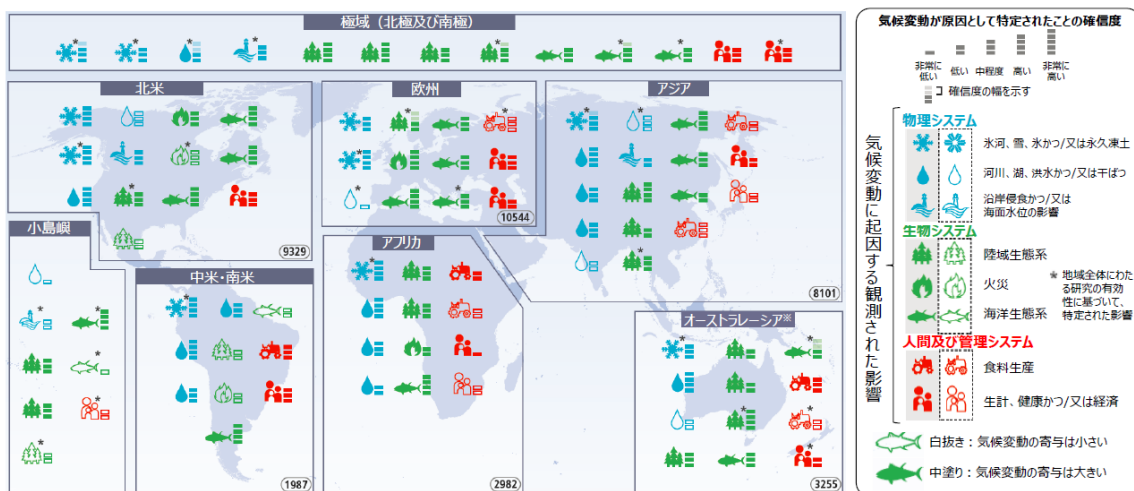 極域（北極及び南極）
北米
欧州
アジア
9329
10544
8101
小島嶼
中米・南米
アフリカ
オーストラレーシア※
1987
2982
3255
気候変動が原因として特定されたことの確信度
非常に低い
低い
中程度
高い
非常に高い
確信度の幅を示す
気候変動に起因する観測された影響
物理システム
氷河、雪、氷かつ/又は永久凍土
河川、湖、洪水かつ/又は干ばつ
沿岸侵食かつ/又は
海面水位の影響
生物システム
陸域生態系
火災
海洋生態系
* 地域全体にわた
る研究の有効
性に基づいて、
特定された影響
人間及び管理システム
食料生産
生計、健康かつ/又は経済
白抜き：気候変動の寄与は小さい
中塗り：気候変動の寄与は大きい